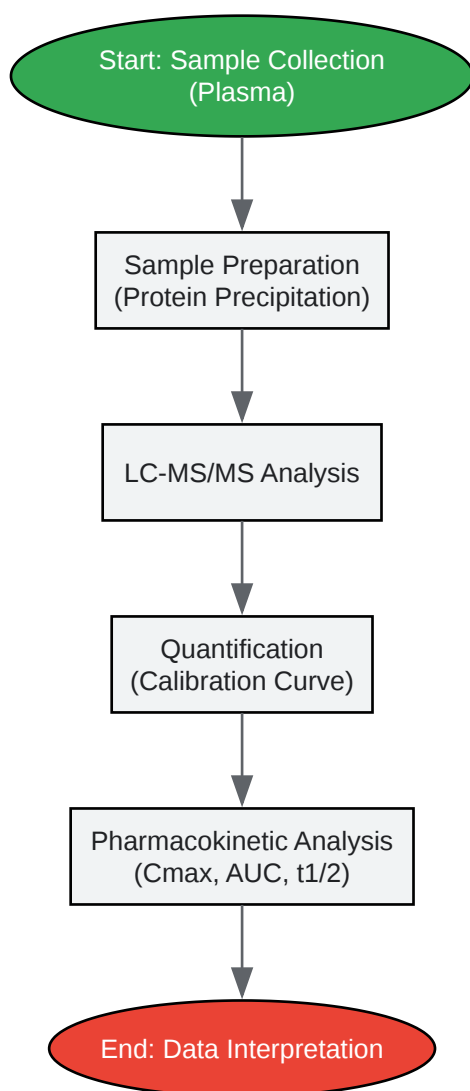 Start: Sample Collection
(Plasma)
Sample Preparation
(Protein Precipitation)
LC-MS/MS Analysis
Quantification
(Calibration Curve)
Pharmacokinetic Analysis
(Cmax, AUC, t1/2)
End: Data Interpretation